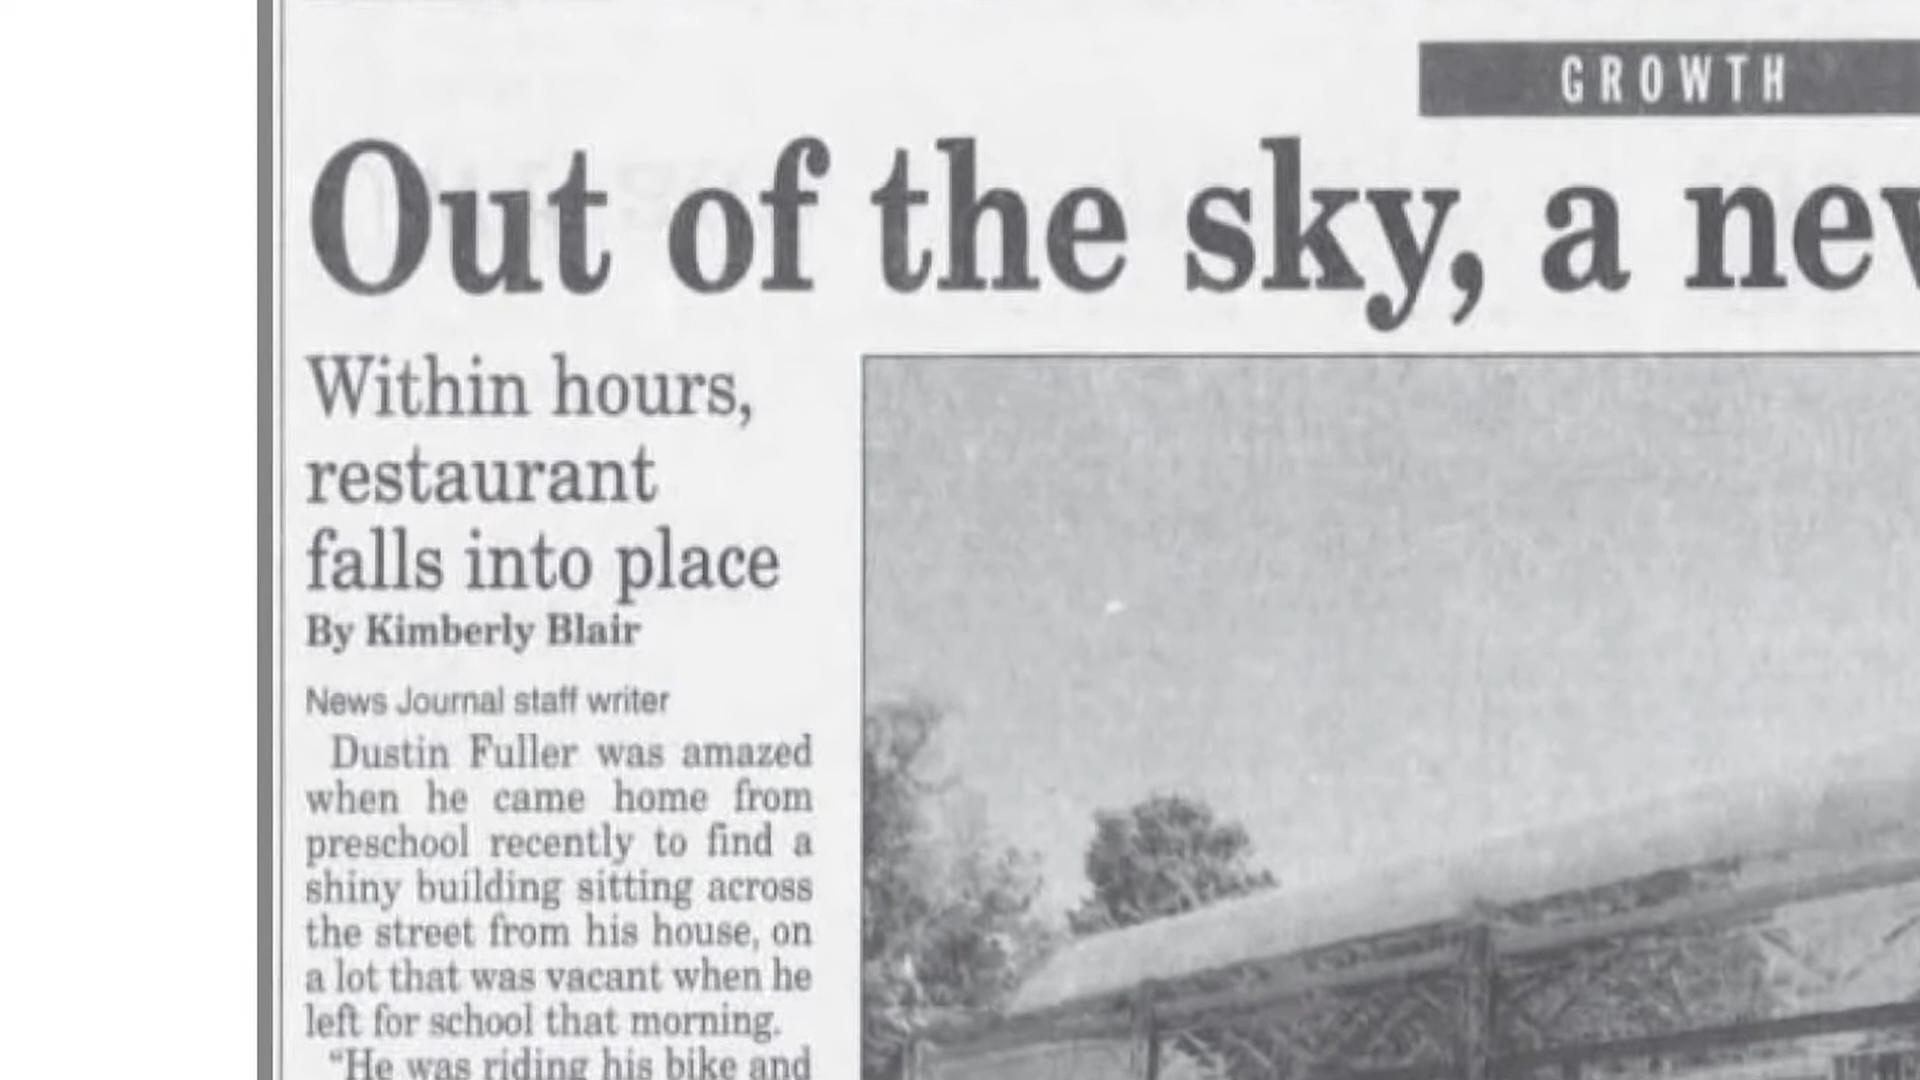 GROWTH
Out of the sky, a
Within hours,
restaurant
falls into place
By Kimberly Blair
News Journal staff writer
Dustin Fuller was amazed
when he came home from
preschool recently to find a
shiny building sitting across
the street from his house, on
a lot that was vacant when he
left for school that morning.
"He was riding his bike and